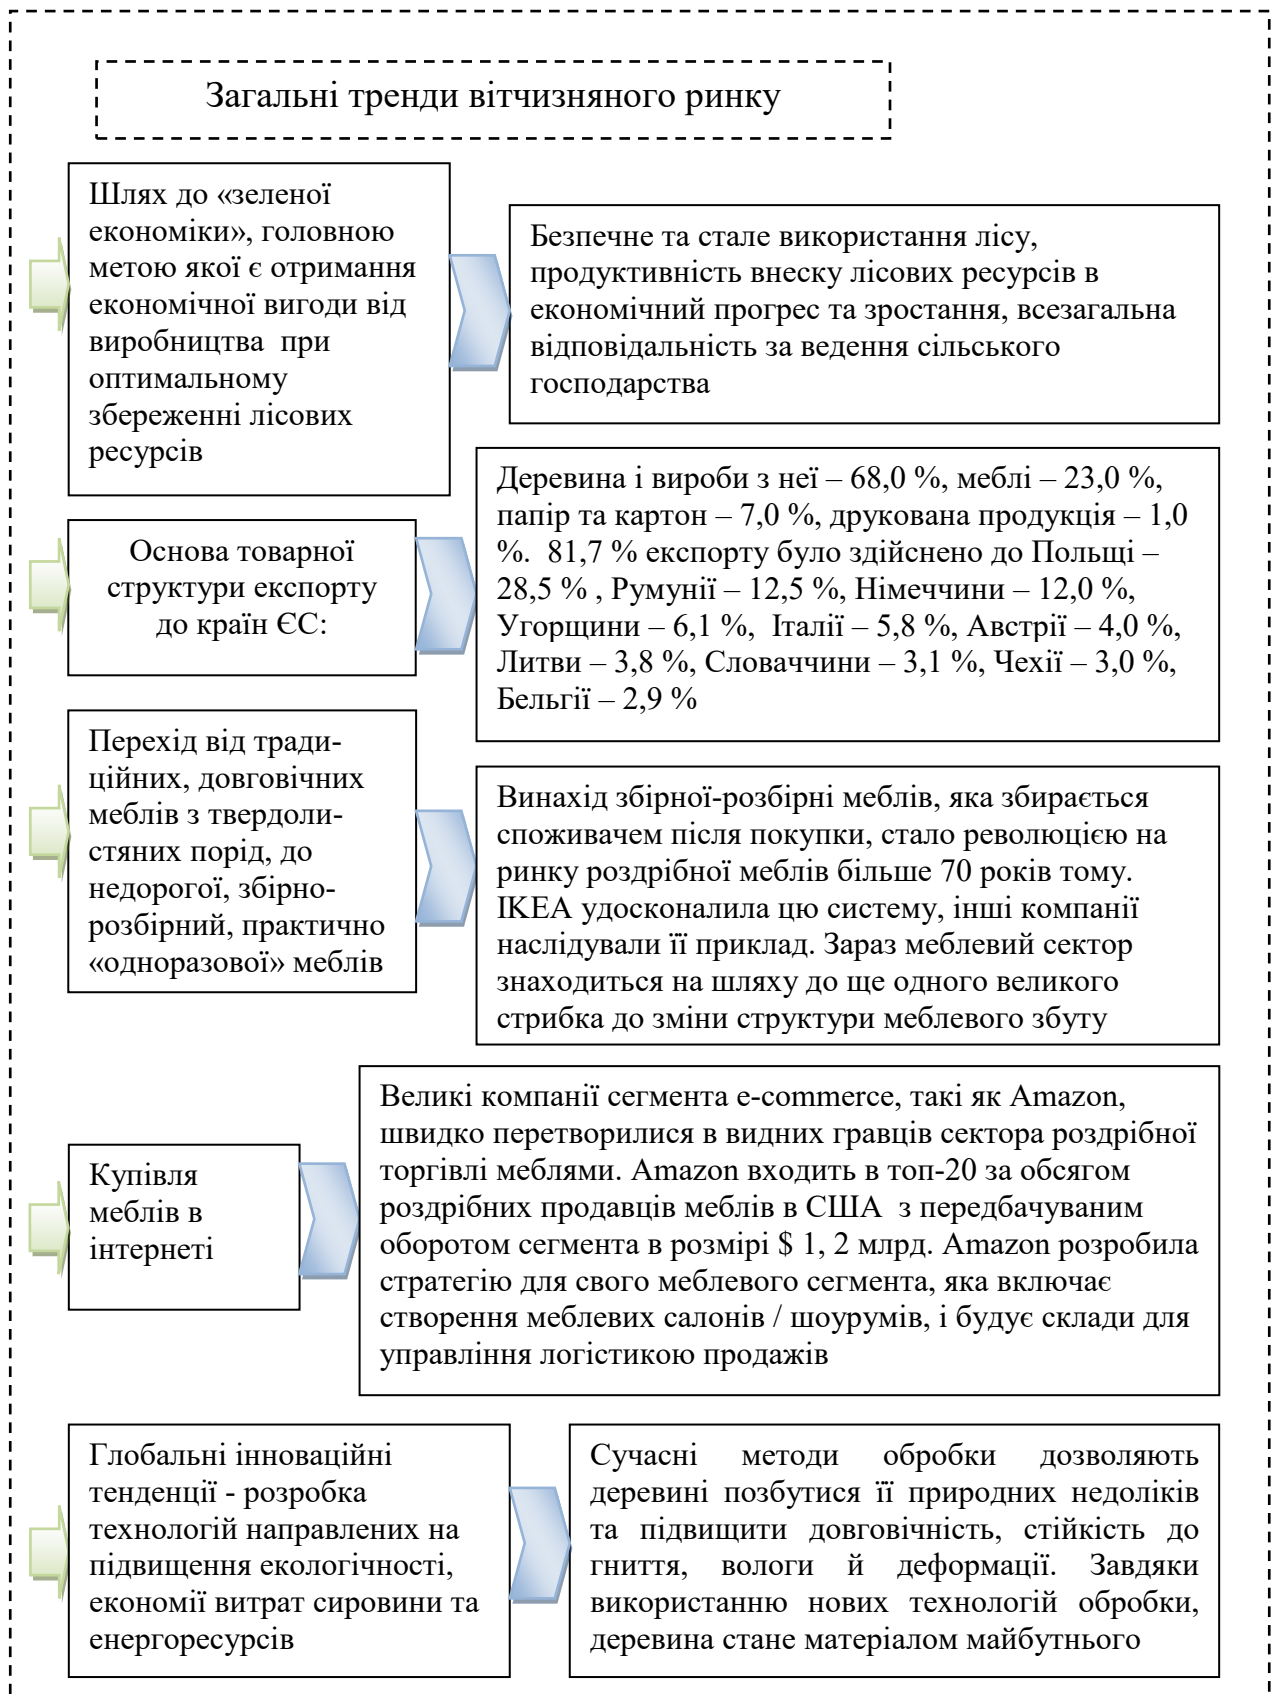 Загальні тренди вітчизняного ринку
Шлях до «зеленої
економіки», головною
метою якої є отримання
економічної вигоди від
виробництва при
оптимальному
збереженні лісових
ресурсів
Безпечне та стале використання лісу,
продуктивність внеску лісових ресурсів в
економічний прогрес та зростання, всезагальна
відповідальність за ведення сільського
господарства
Основа товарної
структури експорту
до країн ЄС:
Деревина і вироби з неї – 68,0 %, меблі – 23,0 %,
папір та картон – 7,0 %, друкована продукція – 1,0
%. 81,7 % експорту було здійснено до Польщі –
28,5 % , Румунії – 12,5 %, Німеччини – 12,0 %,
Угорщини – 6,1 %, Італії – 5,8 %, Австрії – 4,0 %,
Литви – 3,8 %, Словаччини – 3,1 %, Чехії – 3,0 %,
Бельгії – 2,9 %
Перехід від тради-
ційних, довговічних
меблів з твердоли-
стяних порід, до
недорогої, збірно-
розбірний, практично
«одноразової» меблів
Винахід збірної-розбірні меблів, яка збирається
споживачем після покупки, стало революцією на
ринку роздрібної меблів більше 70 років тому.
IKEA удосконалила цю систему, інші компанії
наслідували її приклад. Зараз меблевий сектор
знаходиться на шляху до ще одного великого
стрибка до зміни структури меблевого збуту
Купівля
меблів в
інтернеті
Великі компанії сегмента e-commerce, такі як Amazon,
швидко перетворилися в видних гравців сектора роздрібної
торгівлі меблями. Amazon входить в топ-20 за обсягом
роздрібних продавців меблів в США з передбачуваним
оборотом сегмента в розмірі $ 1, 2 млрд. Amazon розробила
стратегію для свого меблевого сегмента, яка включає
створення меблевих салонів / шоурумів, і будує склади для
управління логістикою продажів
Глобальні інноваційні
тенденції - розробка
технологій направлених на
підвищення екологічності,
економії витрат сировини та
енергоресурсів
Сучасні методи обробки дозволяють
деревині позбутися її природних недоліків
та підвищити довговічність, стійкість до
гниття, вологи й деформації. Завдяки
використанню нових технологій обробки,
деревина стане матеріалом майбутнього